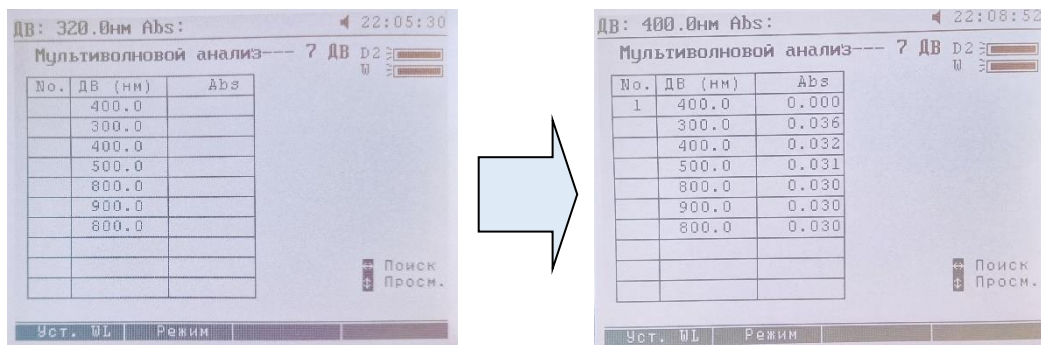 ДВ: 320.0нм Abs: 22:05:30
Мультиволновой анализ--- 7 ДВ D2
W
No. ДВ (нм) Abs
400.0
300.0
400.0
500.0
800.0
900.0
800.0
Поиск
Просм.
Уст. WL Режим
ДВ: 400.0нм Abs: 22:08:52
Мультиволновой анализ--- 7 ДВ D2
W
No. ДВ (нм) Abs
1 400.0 0.000
300.0 0.036
400.0 0.032
500.0 0.031
800.0 0.030
900.0 0.030
800.0 0.030
Поиск
Просм.
Уст. WL Режим